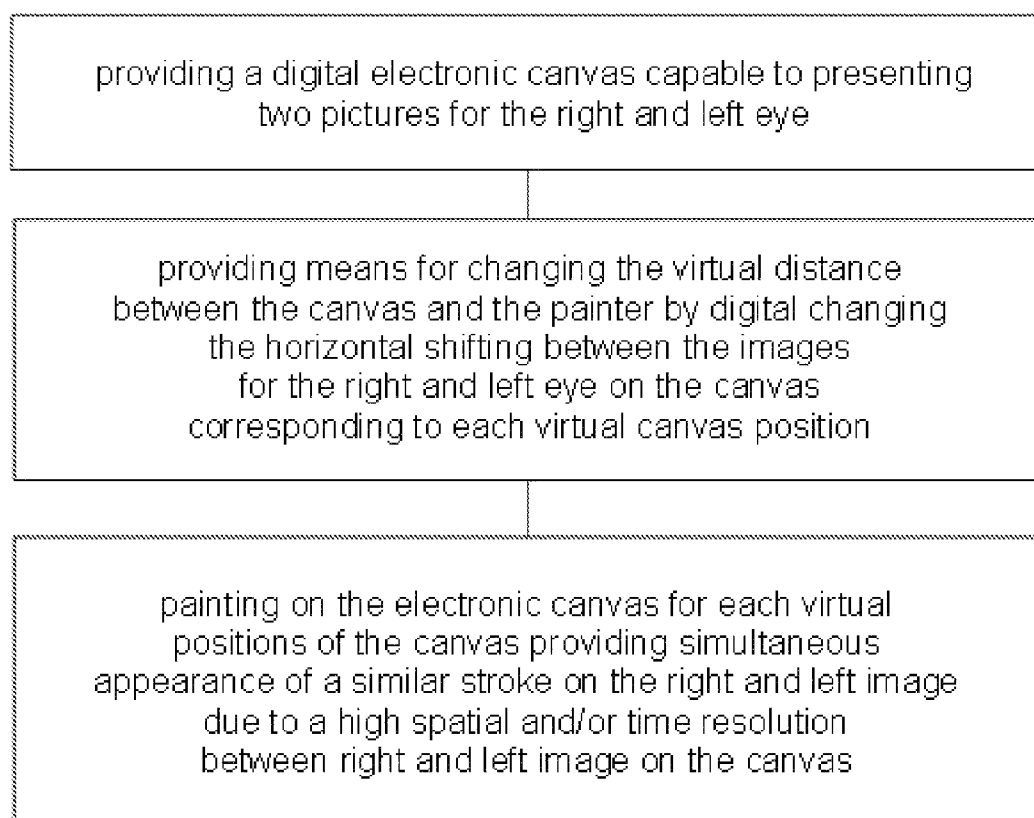 providing a digital electronic canvas capable to presenting
two pictures for the right and left eye
providing means for changing the virtual distance
between the canvas and the painter by digital changing
the horizontal shifting between the images
for the right and left eye on the canvas
corresponding to each virtual canvas position
painting on the electronic canvas for each virtual
positions of the canvas providing simultaneous
appearance of a similar stroke on the right and left image
due to a high spatial and/or time resolution
between right and left image on the canvas